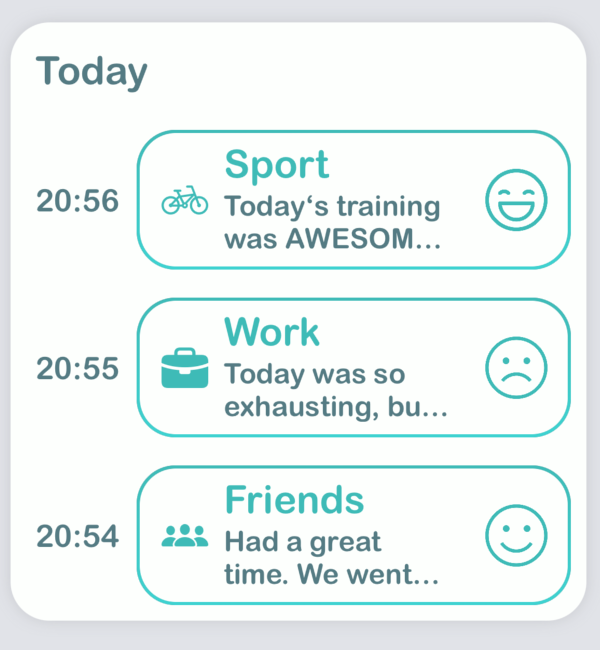 Today
20:56
Sport
Today‘s training
was AWESOM...
20:55
Work
Today was so
exhausting, bu...
20:54
Friends
Had a great
time. We went...